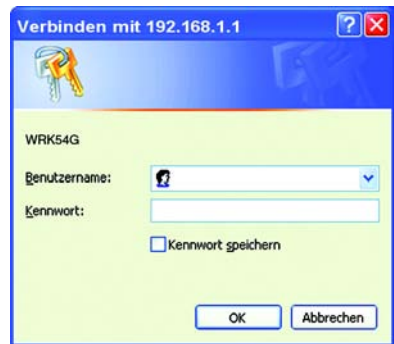 Verbinden mit 192.168.1.1
WRK54G
Benutzername:
Kennwort:
Kennwort speichern
OK
Abbrechen